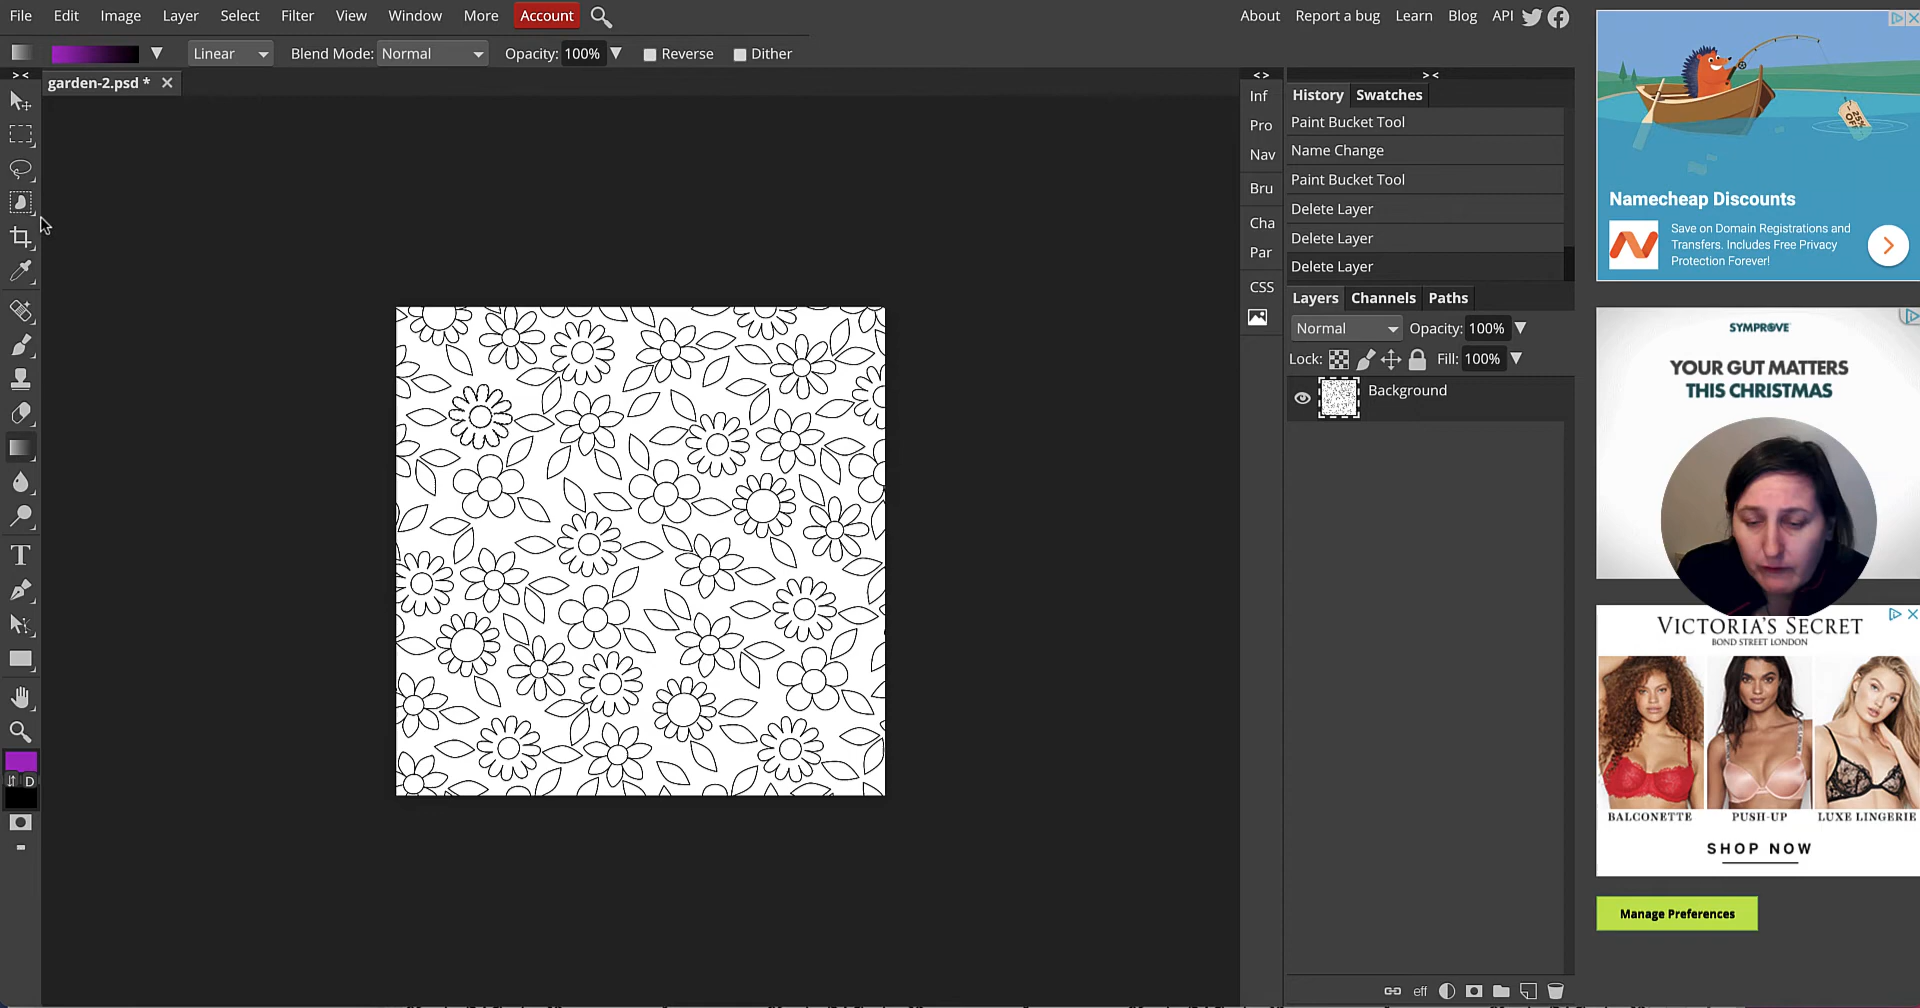 File Edit Image Layer Select Filter View Window More Account
About Report a bug Learn Blog API
Linear Blend Mode: Normal Opacity: 100% Reverse Dither
> <
garden-2.psd *
< >
> <
Inf
Pro
Nav
Bru
Cha
Par
CSS
History Swatches
Paint Bucket Tool
Name Change
Paint Bucket Tool
Delete Layer
Delete Layer
Delete Layer
Layers Channels Paths
Normal Opacity: 100%
Lock: Fill: 100%
Background
eff
T
D
25% OFF
Namecheap Discounts
Save on Domain Registrations and
Transfers. Includes Free Privacy
Protection Forever!
SYMPROVE
YOUR GUT MATTERS
THIS CHRISTMAS
VICTORIA'S SECRET
BOND STREET LONDON
BALCONETTE PUSH-UP LUXE LINGERIE
SHOP NOW
Manage Preferences